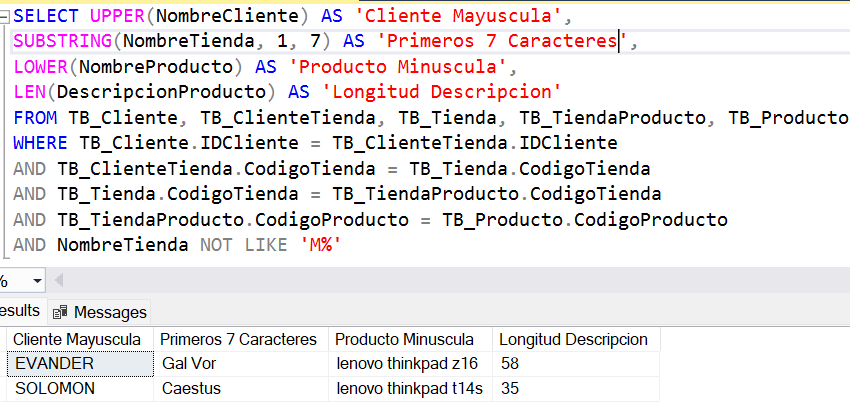 SELECT UPPER(NombreCliente) AS 'Cliente Mayuscula',
SUBSTRING(NombreTienda, 1, 7) AS 'Primeros 7 Caracteres',
LOWER(NombreProducto) AS 'Producto Minuscula',
LEN(DescripcionProducto) AS 'Longitud Descripcion'
FROM TB_Cliente, TB_ClienteTienda, TB_Tienda, TB_TiendaProducto, TB_Producto
WHERE TB_Cliente.IDCliente = TB_ClienteTienda.IDCliente
AND TB_ClienteTienda.CodigoTienda = TB_Tienda.CodigoTienda
AND TB_Tienda.CodigoTienda = TB_TiendaProducto.CodigoTienda
AND TB_TiendaProducto.CodigoProducto = TB_Producto.CodigoProducto
AND NombreTienda NOT LIKE 'M%'
%
esults Messages
Cliente Mayuscula Primeros 7 Caracteres Producto Minuscula Longitud Descripcion
EVANDER Gal Vor lenovo thinkpad z16 58
SOLOMON Caestus lenovo thinkpad t14s 35